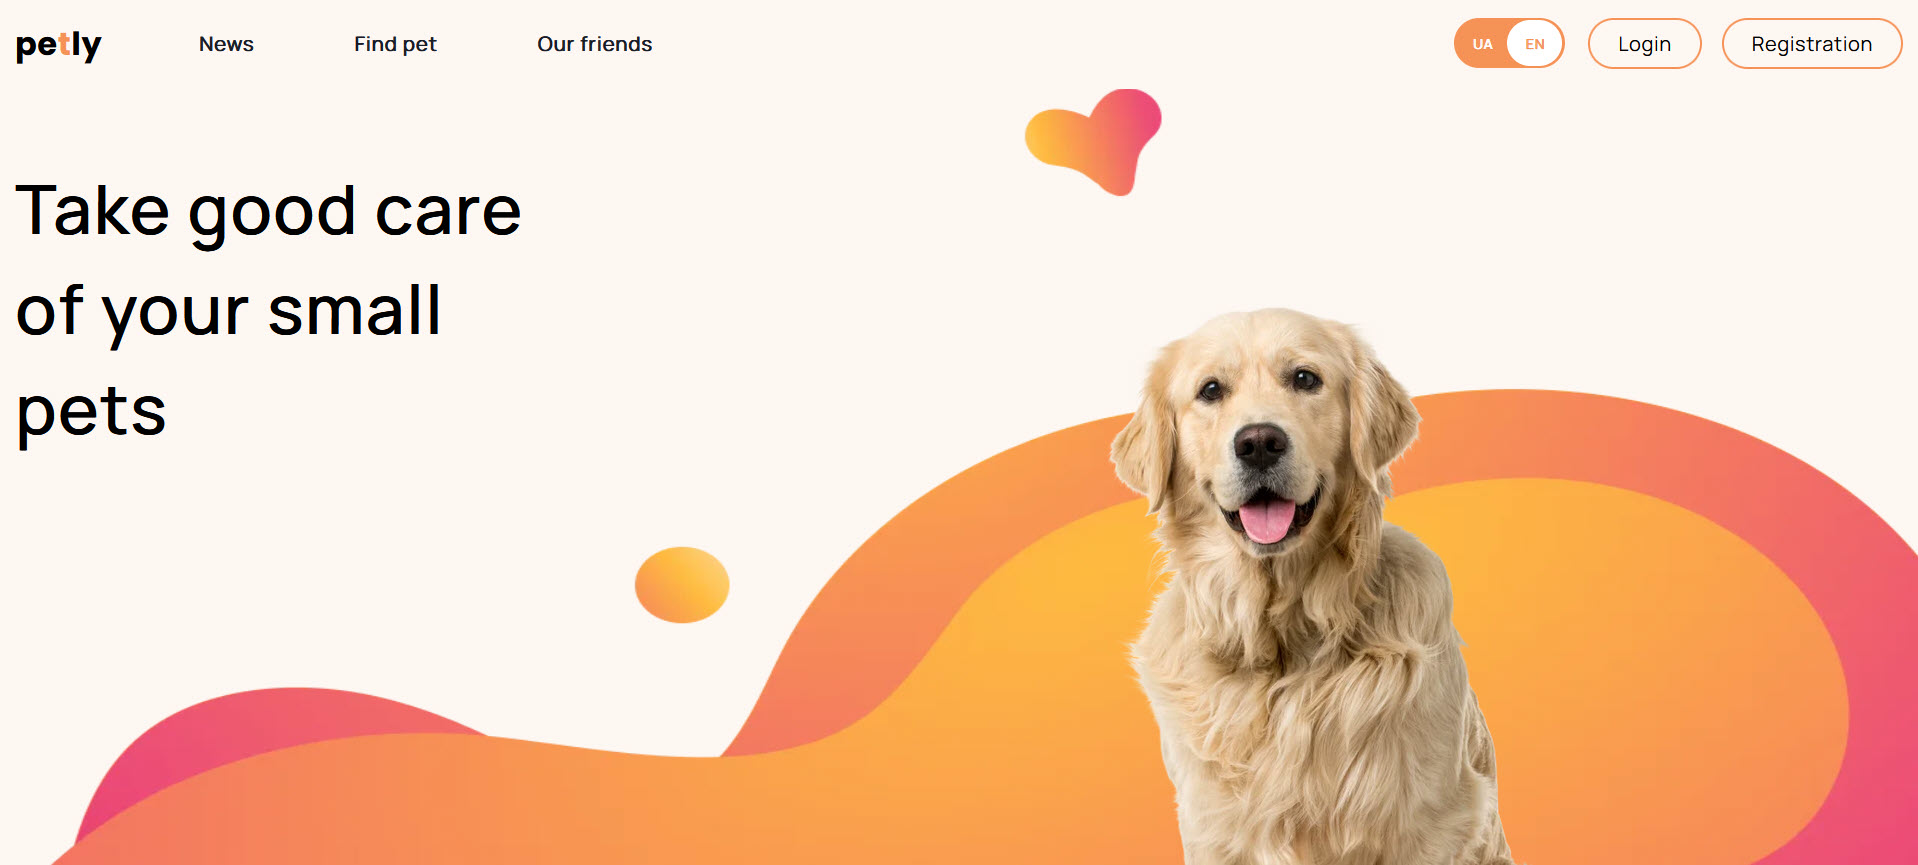 petly
News
Find pet
Our friends
UA
EN
Login
Registration
Take good care
of your small
pets